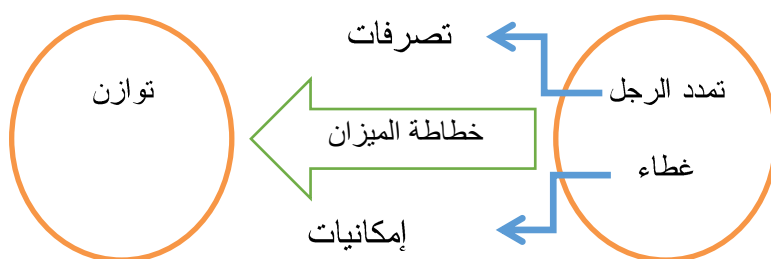 تصرفات
تمدد الرجل
توازن
خطاطة الميزان
غطاء
إمكانيات